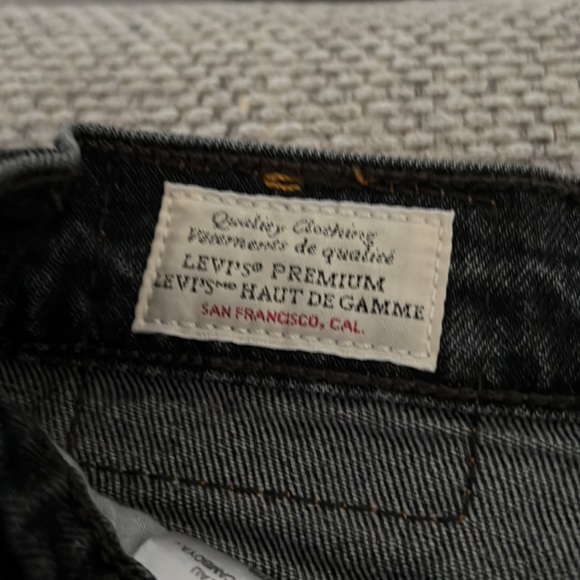 Quality Clothing
Vêtements de qualité
LEVI'S® PREMIUM
LEVI'S ᴹᴰ HAUT DE GAMME
SAN FRANCISCO, CAL.